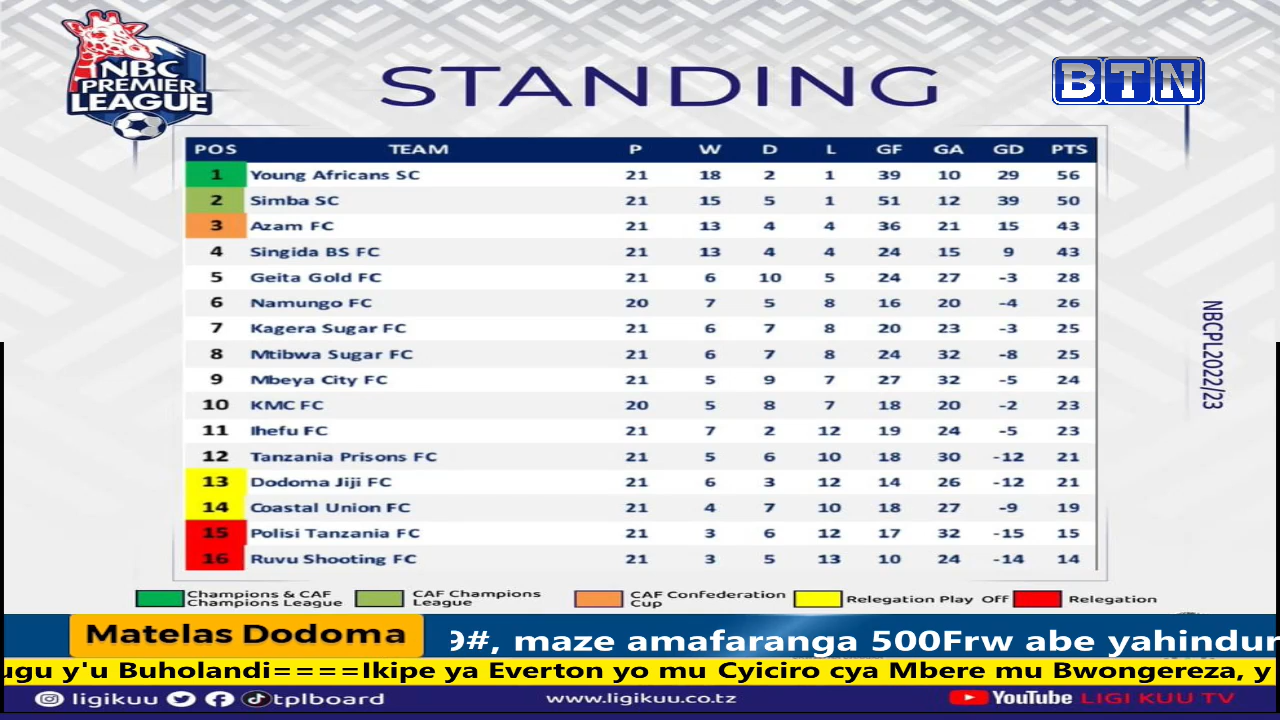 NBC
PREMIER
LEAGUE
STANDING
BTN
POS TEAM P W D L GF GA GD PTS
1 Young Africans SC 21 18 2 1 39 10 29 56
2 Simba SC 21 15 5 1 51 12 39 50
3 Azam FC 21 13 4 4 36 21 15 43
4 Singida BS FC 21 13 4 4 24 15 9 43
5 Geita Gold FC 21 6 10 5 24 27 -3 28
6 Namungo FC 20 7 5 8 16 20 -4 26
7 Kagera Sugar FC 21 6 7 8 20 23 -3 25
8 Mtibwa Sugar FC 21 6 7 8 24 32 -8 25
9 Mbeya City FC 21 5 9 7 27 32 -5 24
10 KMC FC 20 5 8 7 18 20 -2 23
11 Ihefu FC 21 7 2 12 19 24 -5 23
12 Tanzania Prisons FC 21 5 6 10 18 30 -12 21
13 Dodoma Jiji FC 21 6 3 12 14 26 -12 21
14 Coastal Union FC 21 4 7 10 18 27 -9 19
15 Polisi Tanzania FC 21 3 6 12 17 32 -15 15
16 Ruvu Shooting FC 21 3 5 13 10 24 -14 14
NBCPL2022/23
Champions & CAF
Champions League
CAF Champions
League
CAF Confederation
Cup
Relegation Play Off
Relegation
Matelas Dodoma
9#, maze amafaranga 500Frw abe yahindur
ugu y'u Buholandi====Ikipe ya Everton yo mu Cyiciro cya Mbere mu Bwongereza, y
ligikuu tplboard www.ligikuu.co.tz YouTube LIGI KUU TV